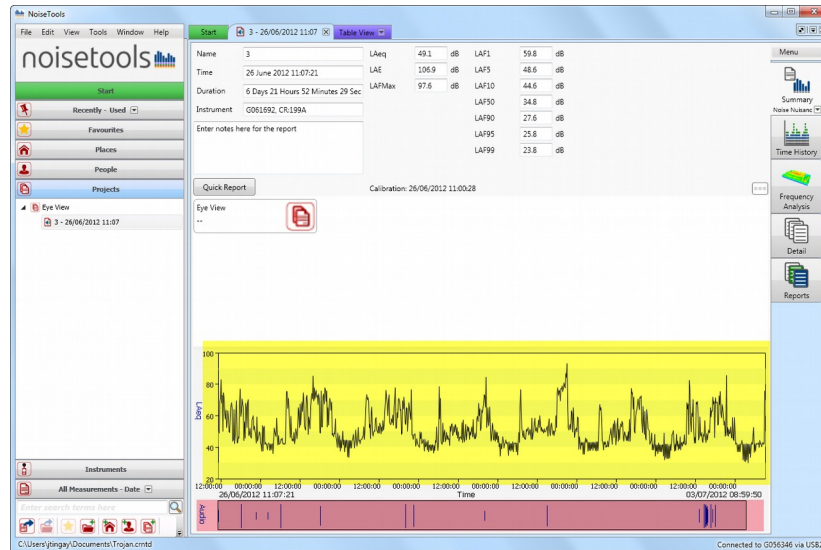 NoiseTools
File Edit View Tools Window Help
noisetools
Start
Recently - Used
Favourites
Places
People
Projects
Eye View
3 - 26/06/2012 11:07
Instruments
All Measurements - Date
Enter search terms here
C:\Users\jtingay\Documents\Trojan.crntd
Start 3 - 26/06/2012 11:07 Table View
Name 3 LAeq 49.1 dB LAF1 59.8 dB
Time 26 June 2012 11:07:21 LAE 106.9 dB LAF5 48.6 dB
Duration 6 Days 21 Hours 52 Minutes 29 Sec LAFMax 97.6 dB LAF10 44.6 dB
Instrument G061692, CR:199A LAF50 34.8 dB
LAF90 27.6 dB
Enter notes here for the report LAF95 25.8 dB
LAF99 23.8 dB
Quick Report Calibration: 26/06/2012 11:00:28
Eye View
--
100
80
60
40
20
LAeq
12:00:00 00:00:00 12:00:00 00:00:00 12:00:00 00:00:00 12:00:00 00:00:00 12:00:00 00:00:00 12:00:00 00:00:00 12:00:00 00:00:00
26/06/2012 11:07:21 Time 03/07/2012 08:59:50
Audio
Menu
Summary
Noise Nuisanc
Time History
Frequency
Analysis
Detail
Reports
Connected to G056346 via USB2